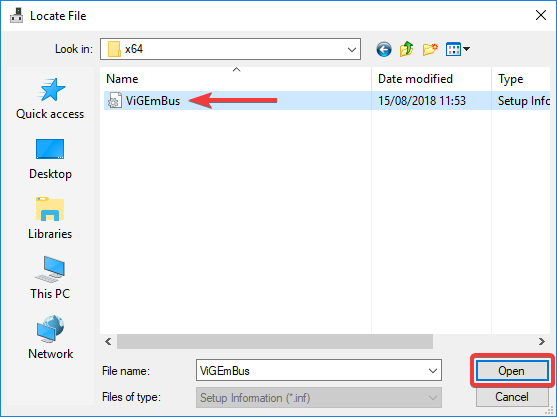 Locate File
Look in:
x64
Name
Date modified
Type
ViGEmBus
15/08/2018 11:53
Setup Info
Quick access
Desktop
Libraries
This PC
Network
File name:
ViGEmBus
Open
Files of type:
Setup Information (*.inf)
Cancel